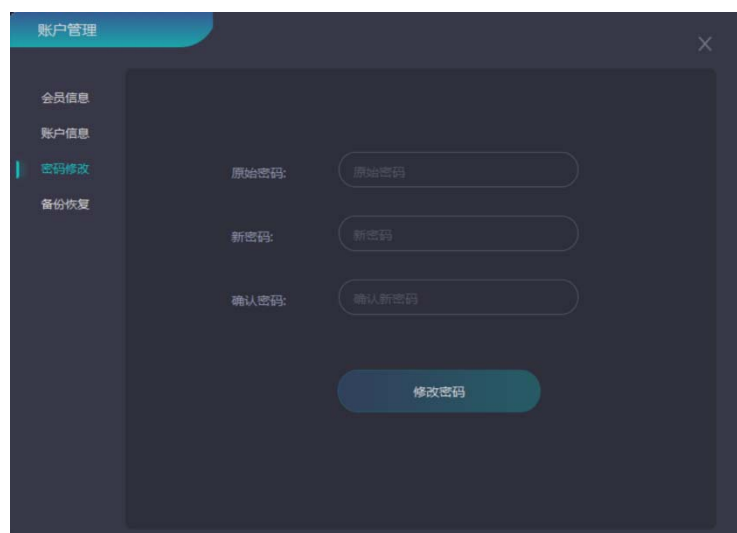 账户管理
会员信息
账户信息
密码修改
备份恢复
原始密码:
原始密码
新密码:
新密码
确认密码:
确认新密码
修改密码